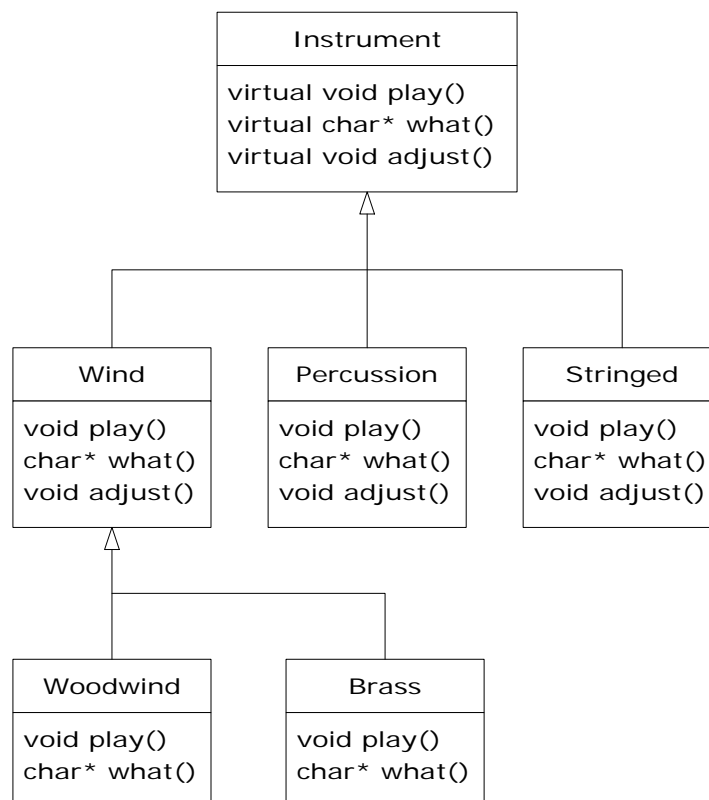 Instrument
virtual void play()
virtual char* what()
virtual void adjust()
Wind
void play()
char* what()
void adjust()
Percussion
void play()
char* what()
void adjust()
Stringed
void play()
char* what()
void adjust()
Woodwind
void play()
char* what()
Brass
void play()
char* what()